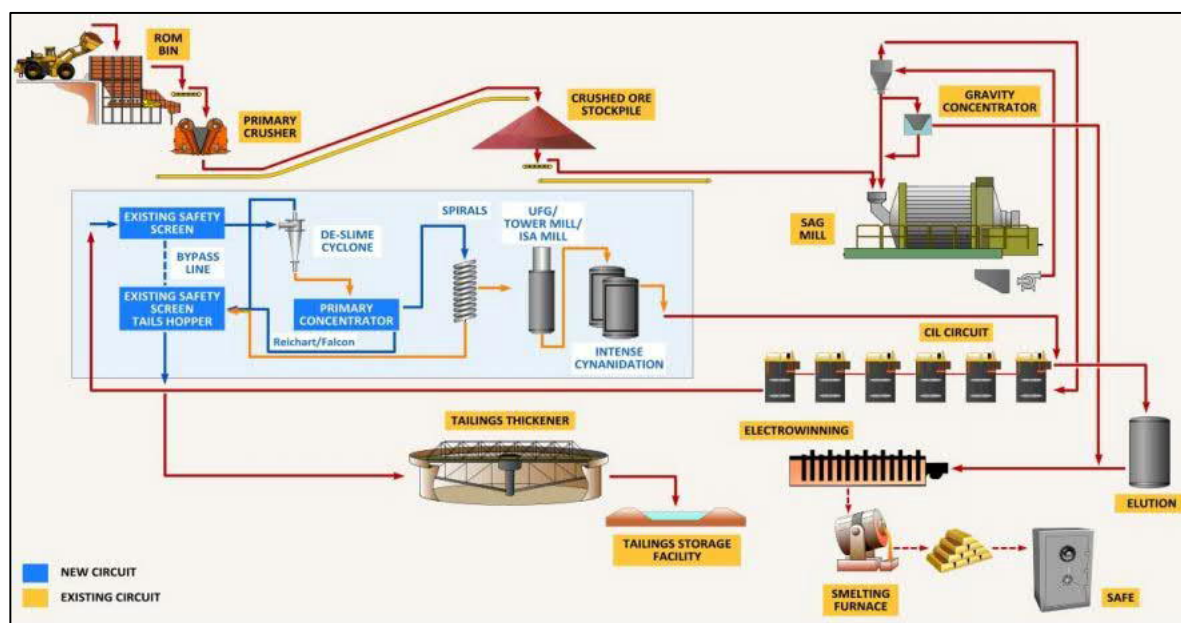 ROM
BIN
PRIMARY
CRUSHER
CRUSHED ORE
STOCKPILE
GRAVITY
CONCENTRATOR
SAG
MILL
EXISTING SAFETY
SCREEN
BYPASS
LINE
EXISTING SAFETY
SCREEN
TAILS HOPPER
DE-SLIME
CYCLONE
PRIMARY
CONCENTRATOR
Reichart/Falcon
SPIRALS
UFG/
TOWER MILL/
ISA MILL
INTENSE
CYNANIDATION
CIL CIRCUIT
TAILINGS THICKENER
ELECTROWINNING
ELUTION
TAILINGS STORAGE
FACILITY
SMELTING
FURNACE
SAFE
NEW CIRCUIT
EXISTING CIRCUIT